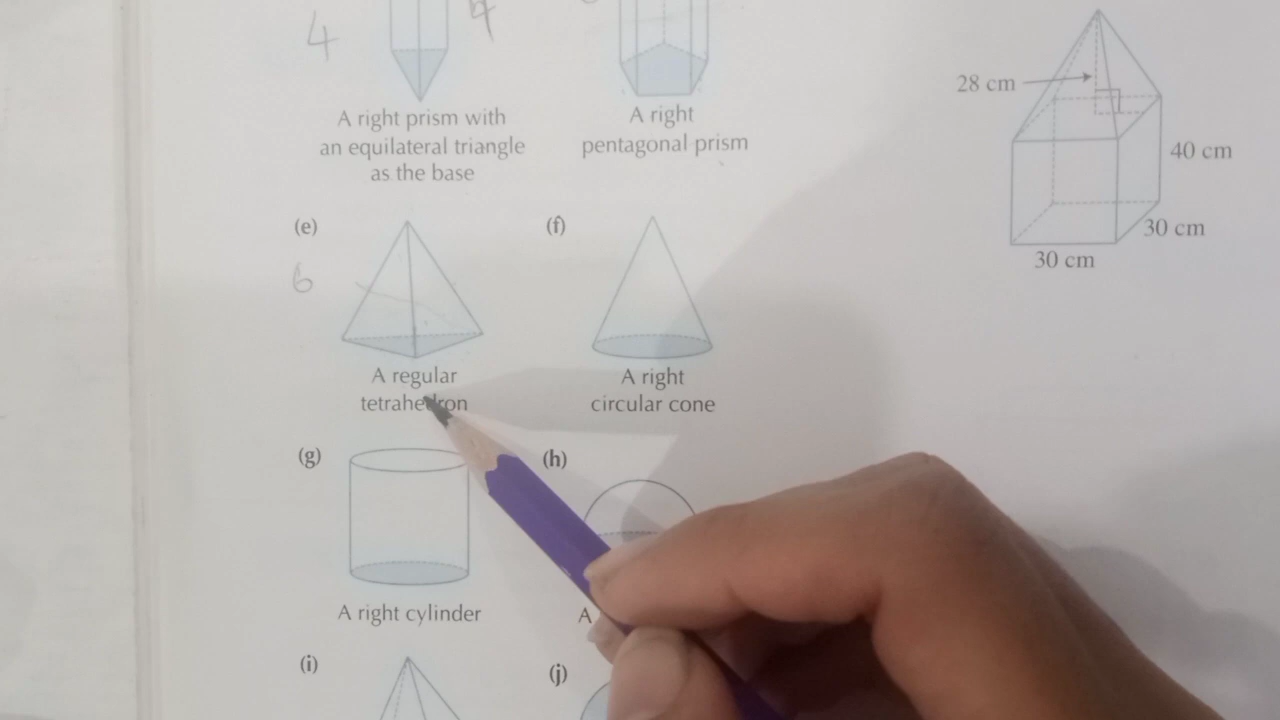 4
4
A right prism with
an equilateral triangle
as the base
A right
pentagonal prism
28 cm
40 cm
30 cm
30 cm
(e)
(f)
6
A regular
A right
circular cone
(g)
(h)
A right cylinder
A
(i)
(j)